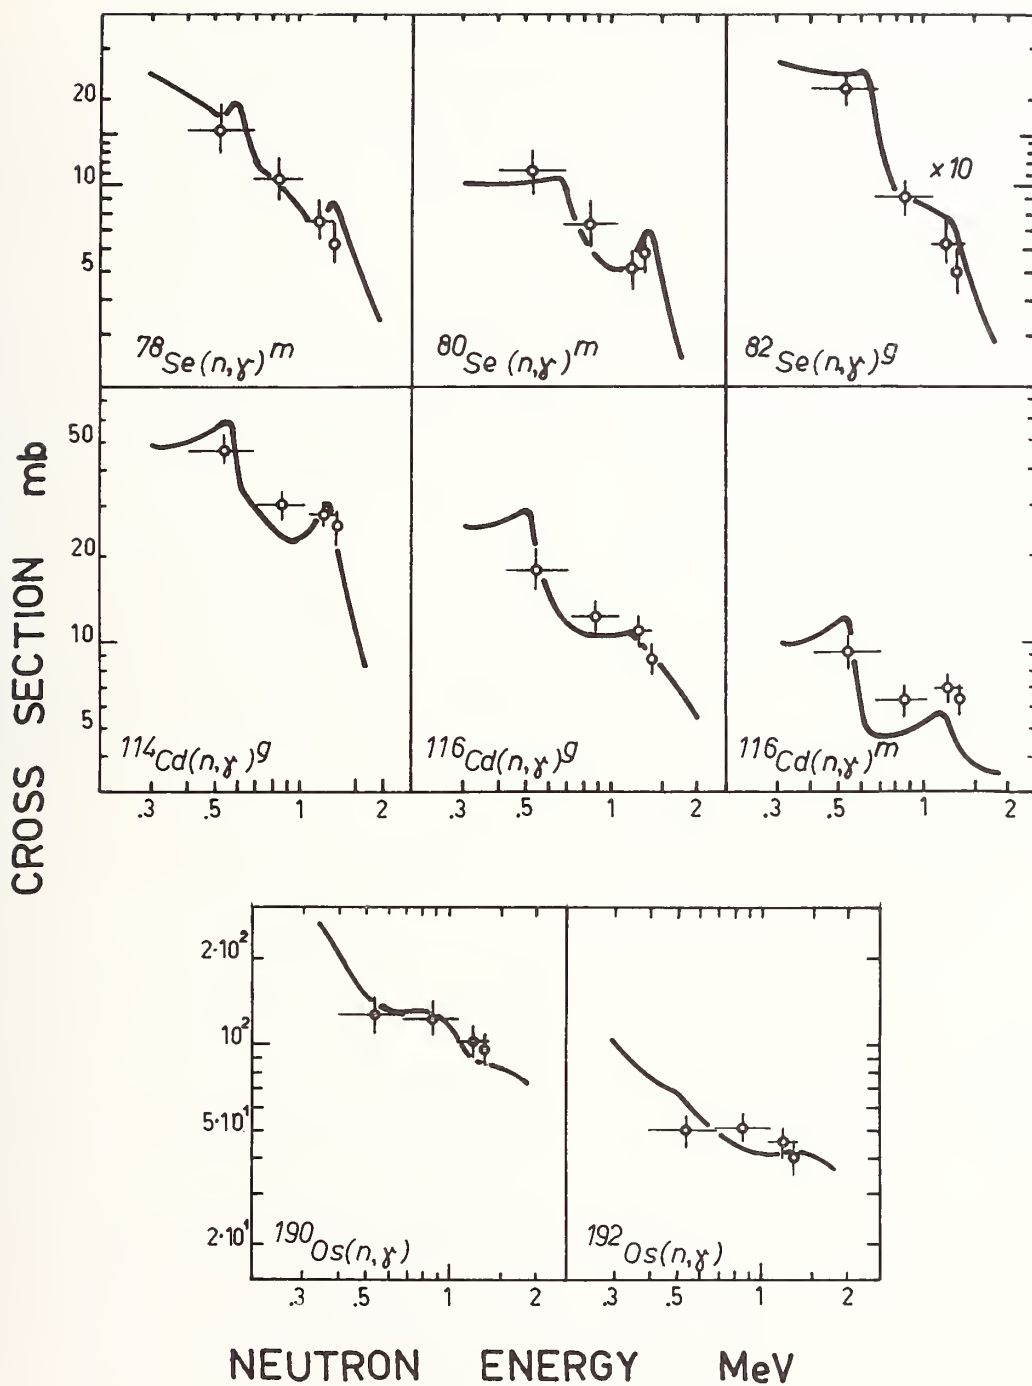 20
10
5
×10
⁷⁸Se(n,γ)ᵐ
⁸⁰Se(n,γ)ᵐ
⁸²Se(n,γ)ᵍ
50
20
10
5
¹¹⁴Cd(n,γ)ᵍ
¹¹⁶Cd(n,γ)ᵍ
¹¹⁶Cd(n,γ)ᵐ
.3 .5 1 2 .3 .5 1 2 .3 .5 1 2
CROSS SECTION mb
2·10²
10²
5·10¹
2·10¹
¹⁹⁰Os(n,γ)
¹⁹²Os(n,γ)
.3 .5 1 2 .3 .5 1 2
NEUTRON ENERGY MeV